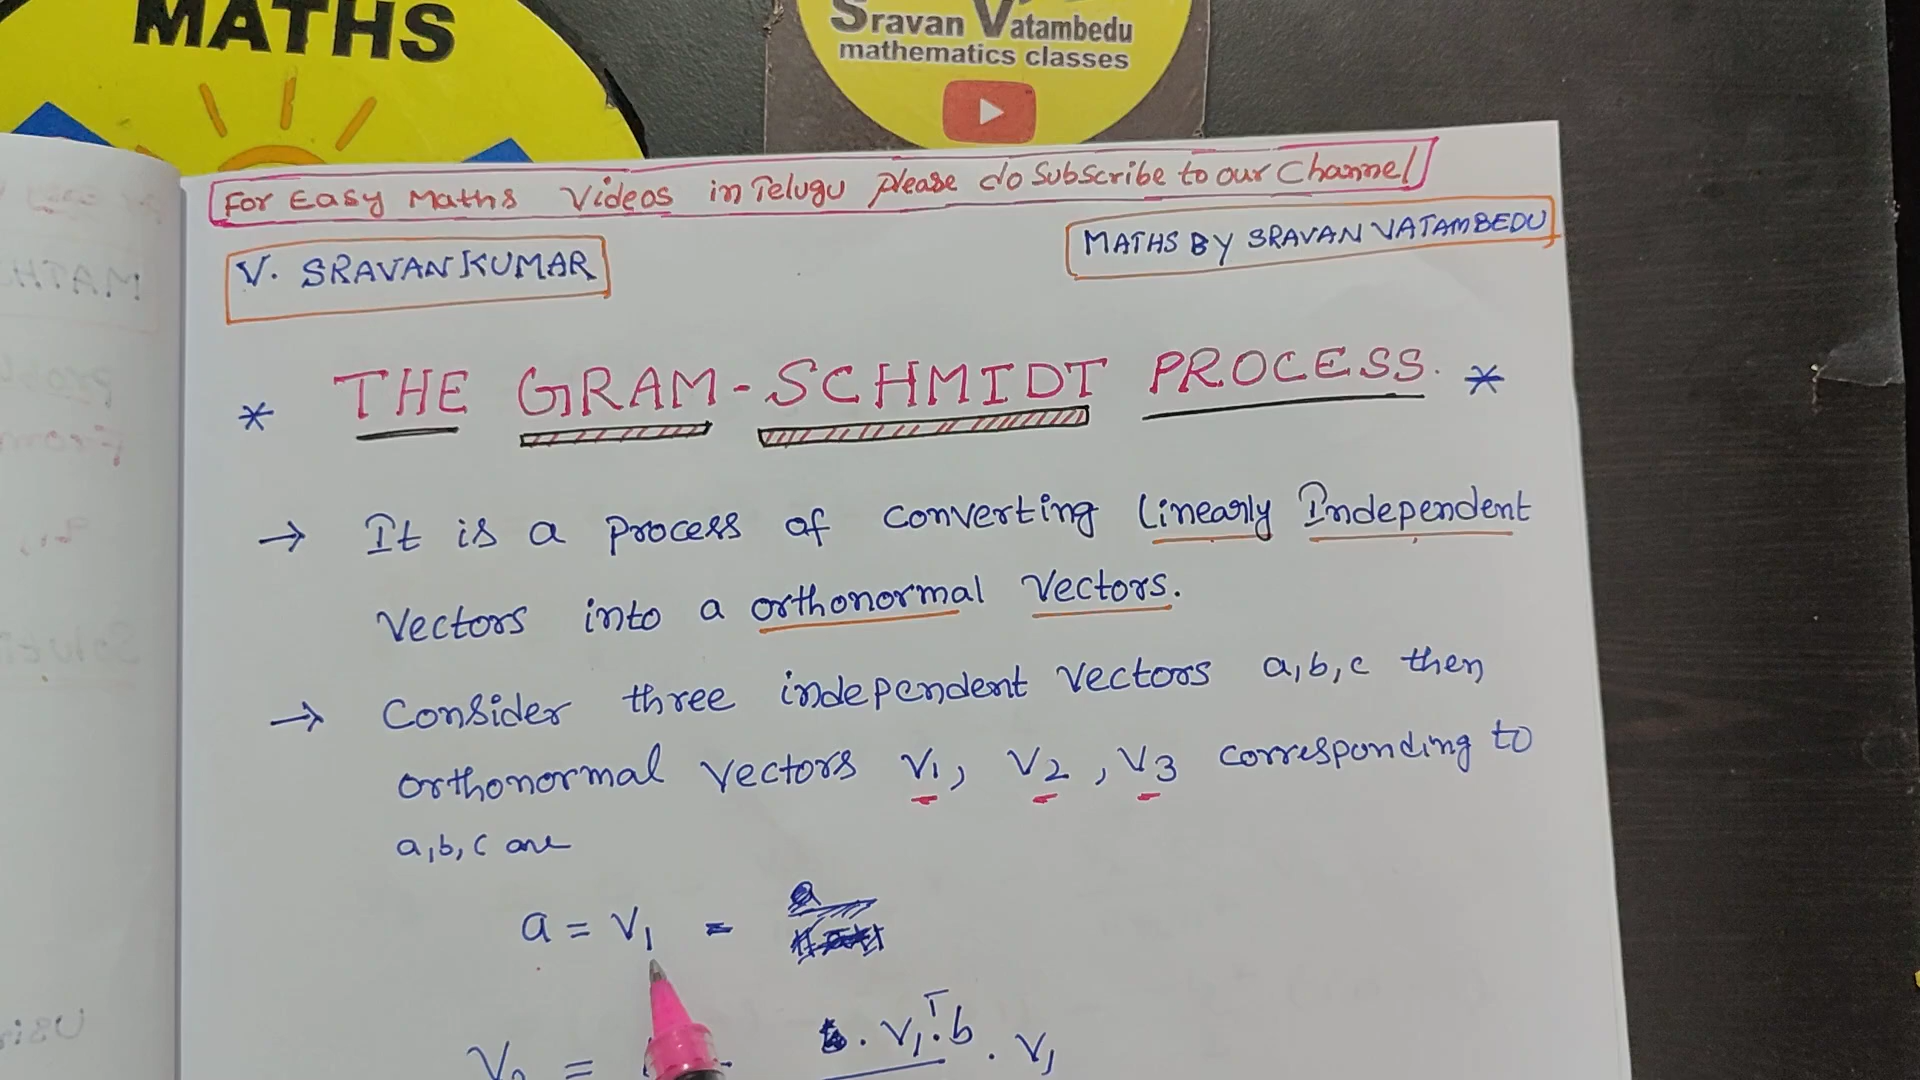 MATHS
Sravan Vatambedu
mathematics classes
For Easy Maths Videos in Telugu please do Subscribe to our Channel
V. SRAVAN KUMAR
MATHS BY SRAVAN VATAMBEDU
* THE GRAM-SCHMIDT PROCESS. *
→ It is a process of converting Linearly Independent
Vectors into a orthonormal Vectors.
→ Consider three independent vectors a,b,c then
orthonormal vectors V1, V2, V3 corresponding to
a,b,c are
a = V1 =
V1ᵀ.b
V2 = . V1